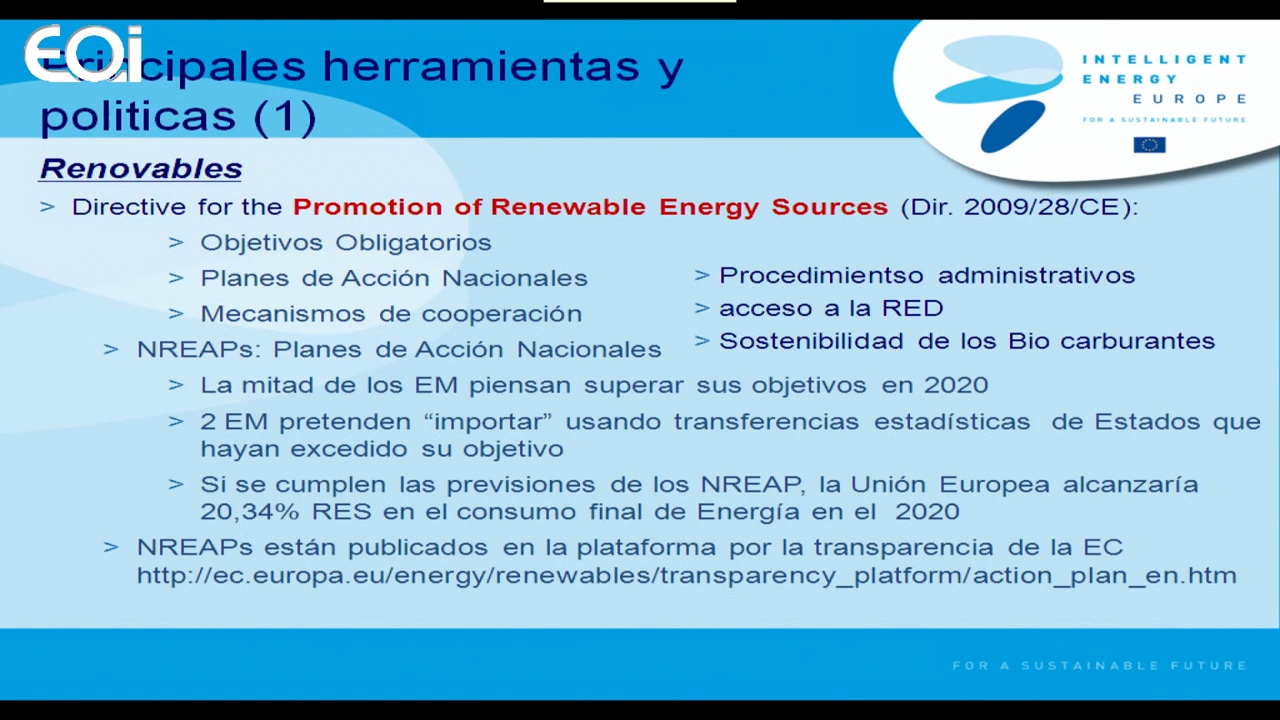 EOi
Principales herramientas y
politicas (1)
INTELLIGENT
ENERGY
EUROPE
FOR A SUSTAINABLE FUTURE
Renovables
> Directive for the Promotion of Renewable Energy Sources (Dir. 2009/28/CE):
> Objetivos Obligatorios
> Planes de Acción Nacionales
> Mecanismos de cooperación
> Procedimientso administrativos
> acceso a la RED
> Sostenibilidad de los Bio carburantes
> NREAPs: Planes de Acción Nacionales
> La mitad de los EM piensan superar sus objetivos en 2020
> 2 EM pretenden “importar” usando transferencias estadísticas de Estados que
hayan excedido su objetivo
> Si se cumplen las previsiones de los NREAP, la Unión Europea alcanzaría
20,34% RES en el consumo final de Energía en el 2020
> NREAPs están publicados en la plataforma por la transparencia de la EC
http://ec.europa.eu/energy/renewables/transparency_platform/action_plan_en.htm
FOR A SUSTAINABLE FUTURE